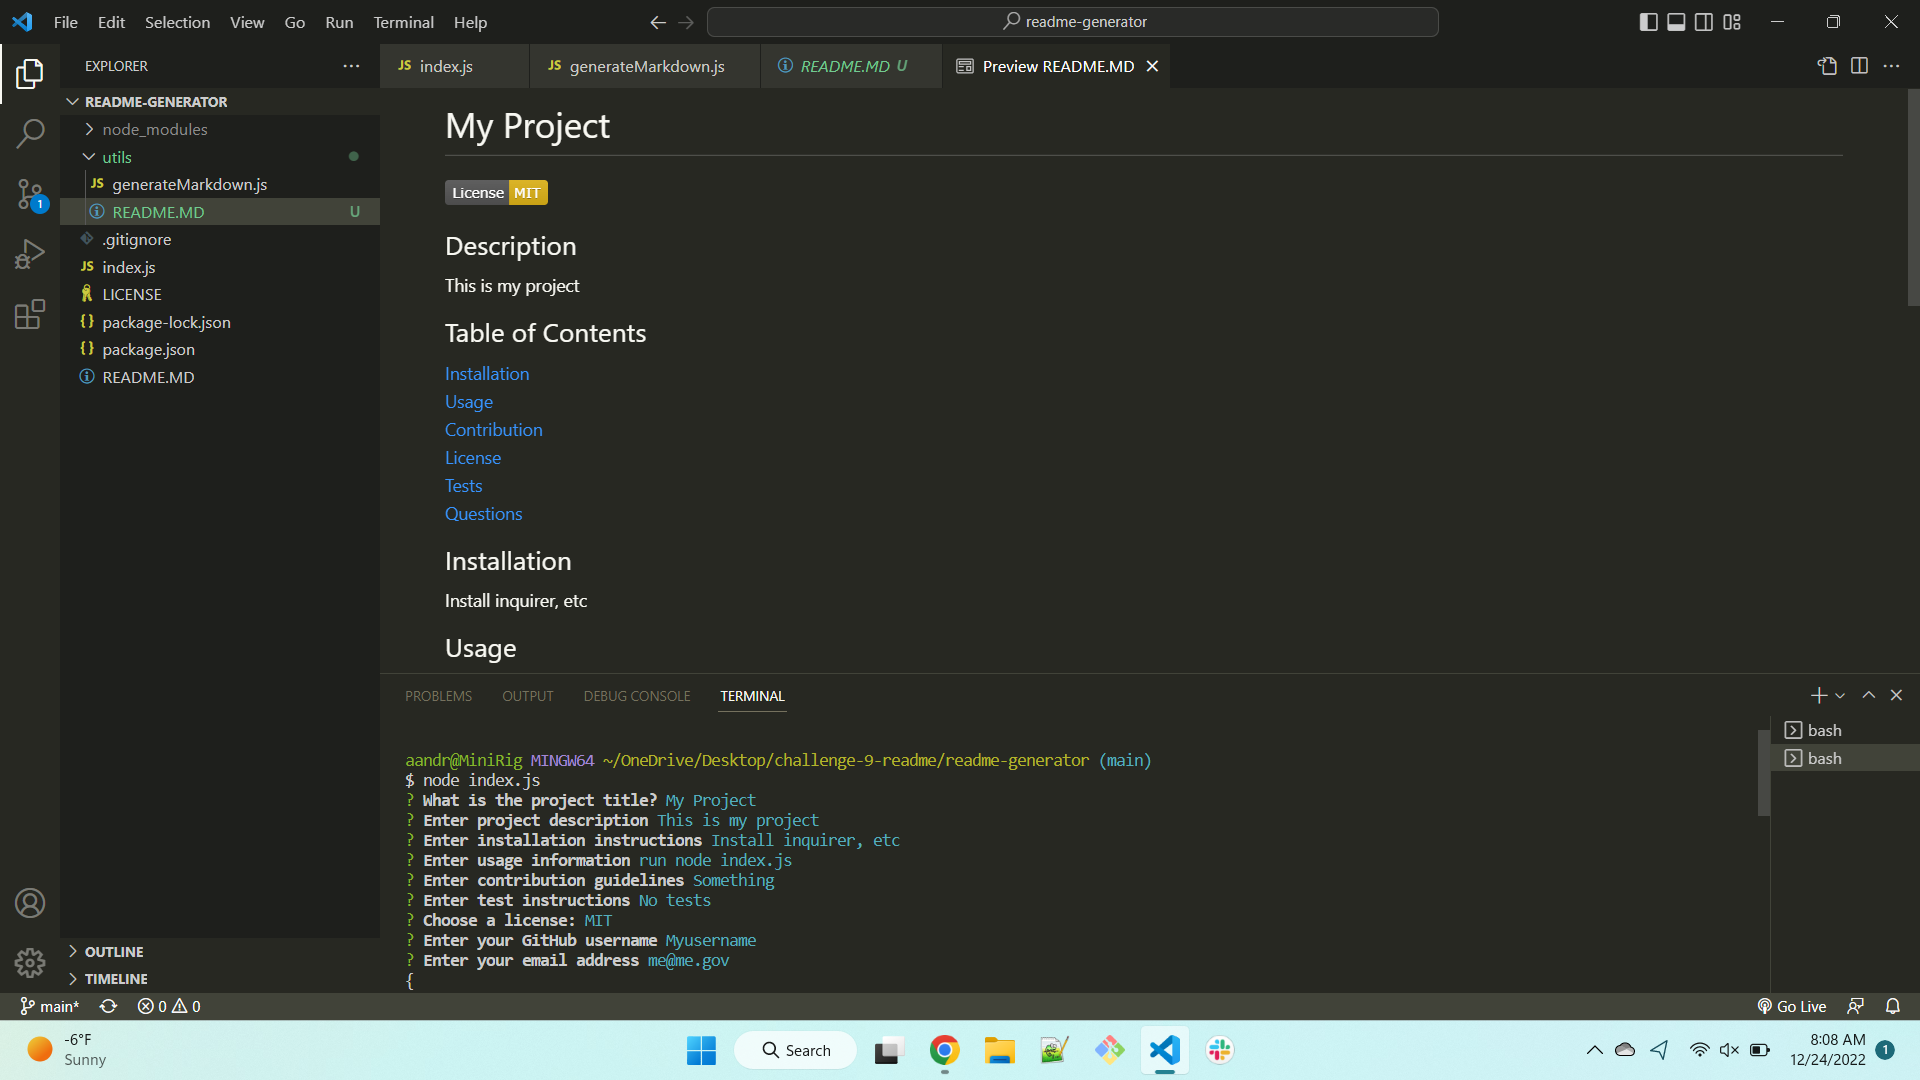 File Edit Selection View Go Run Terminal Help
readme-generator
EXPLORER
README-GENERATOR
node_modules
utils
JS generateMarkdown.js
README.MD U
.gitignore
JS index.js
LICENSE
{} package-lock.json
{} package.json
README.MD
OUTLINE
TIMELINE
JS index.js
JS generateMarkdown.js
README.MD U
Preview README.MD
My Project
License MIT
Description
This is my project
Table of Contents
Installation
Usage
Contribution
License
Tests
Questions
Installation
Install inquirer, etc
Usage
PROBLEMS OUTPUT DEBUG CONSOLE TERMINAL
aandr@MiniRig MINGW64 ~/OneDrive/Desktop/challenge-9-readme/readme-generator (main)
$ node index.js
? What is the project title? My Project
? Enter project description This is my project
? Enter installation instructions Install inquirer, etc
? Enter usage information run node index.js
? Enter contribution guidelines Something
? Enter test instructions No tests
? Choose a license: MIT
? Enter your GitHub username Myusername
? Enter your email address me@me.gov
{
bash
bash
1
main* 0 0
Go Live
-6°F
Sunny
Search
8:08 AM
12/24/2022
1